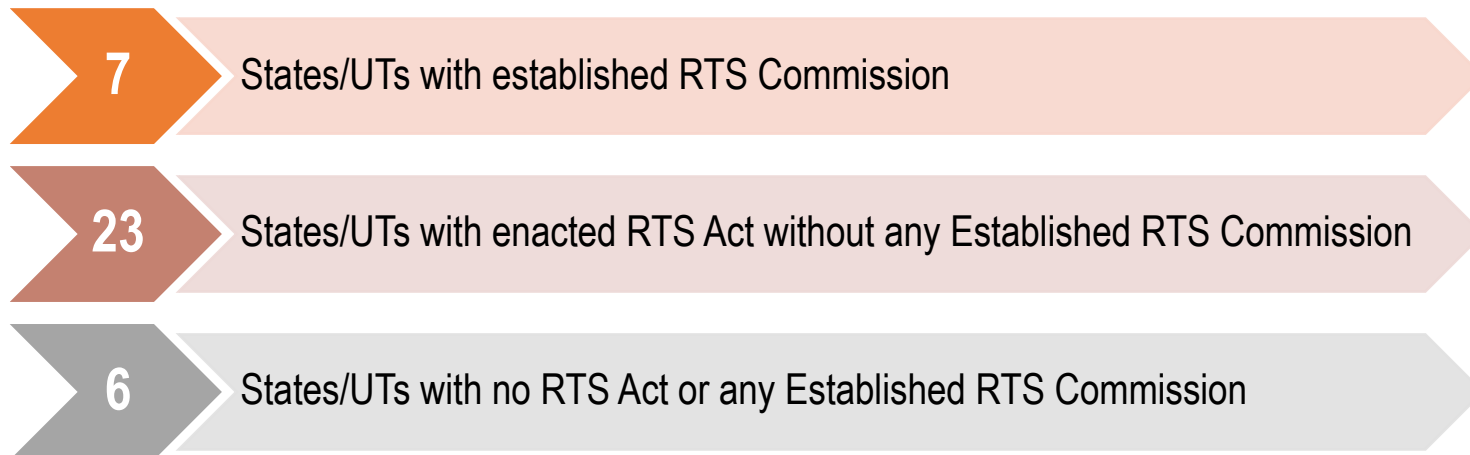 7
States/UTs with established RTS Commission
23
States/UTs with enacted RTS Act without any Established RTS Commission
6
States/UTs with no RTS Act or any Established RTS Commission